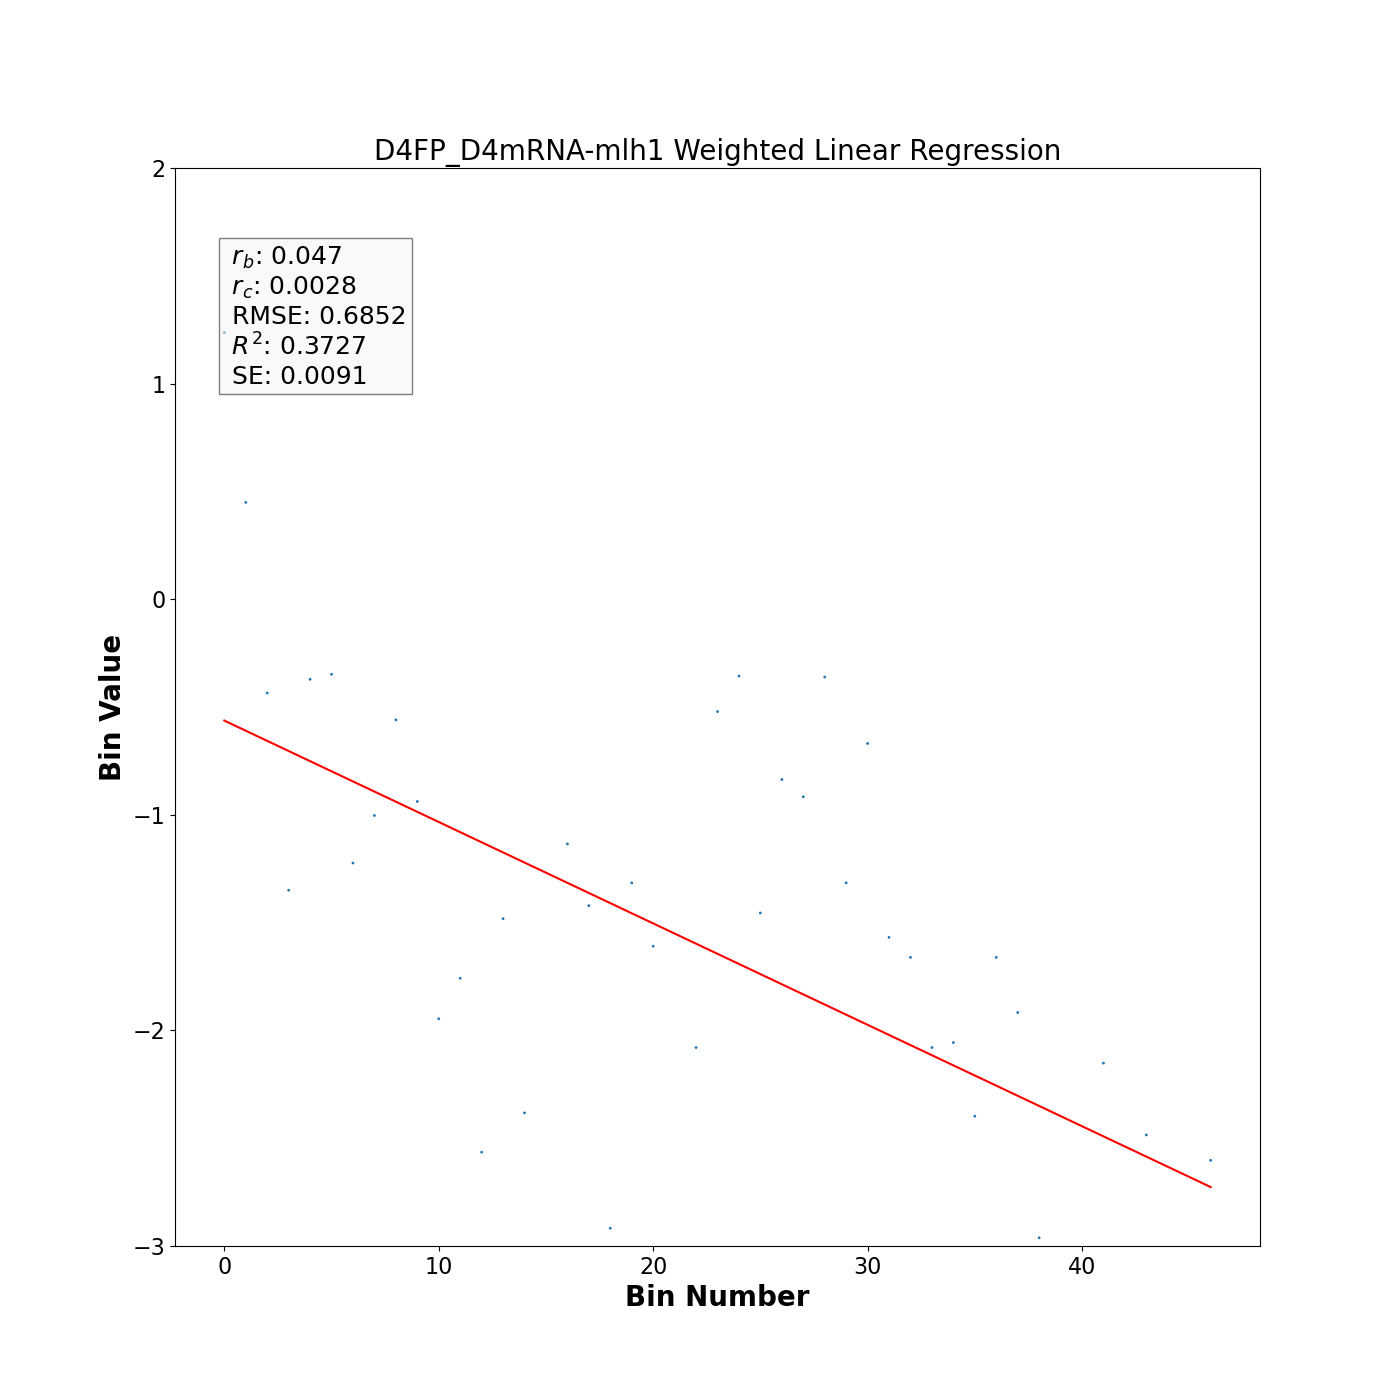 D4FP_D4mRNA-mlh1 Weighted Linear Regression
2
r_b: 0.047
r_c: 0.0028
RMSE: 0.6852
R²: 0.3727
SE: 0.0091
1
0
−1
−2
−3
Bin Value
0 10 20 30 40
Bin Number